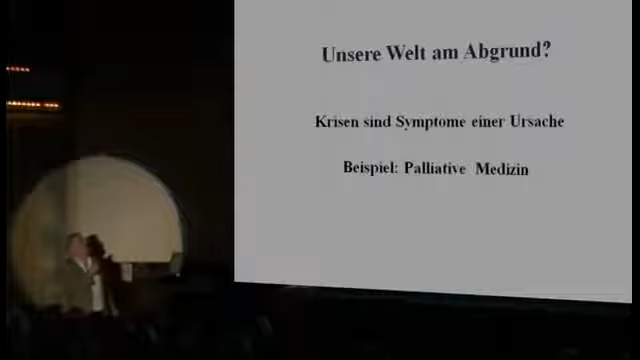 Unsere Welt am Abgrund?
Krisen sind Symptome einer Ursache
Beispiel: Palliative Medizin